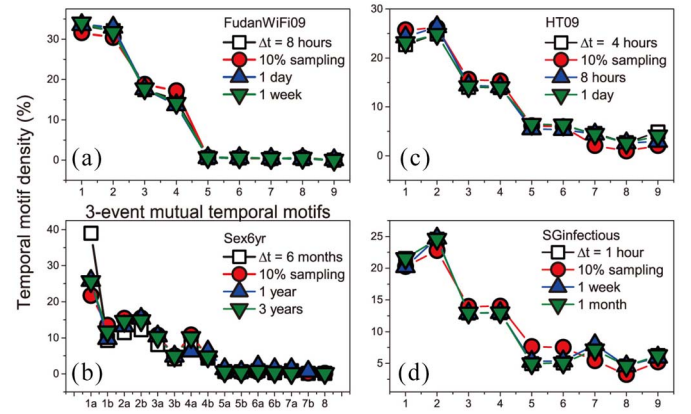 Temporal motif density (%)
FudanWiFi09
Δt = 8 hours
10% sampling
1 day
1 week
(a)
30
20
10
0
1 2 3 4 5 6 7 8 9
3-event mutual temporal motifs
HT09
Δt = 4 hours
10% sampling
8 hours
1 day
(c)
30
20
10
0
1 2 3 4 5 6 7 8 9
Sex6yr
Δt = 6 months
10% sampling
1 year
3 years
(b)
40
30
20
10
0
1a 1b 2a 2b 3a 3b 4a 4b 5a 5b 6a 6b 7a 7b 8
SGinfectious
Δt = 1 hour
10% sampling
1 week
1 month
(d)
25
20
15
10
5
1 2 3 4 5 6 7 8 9